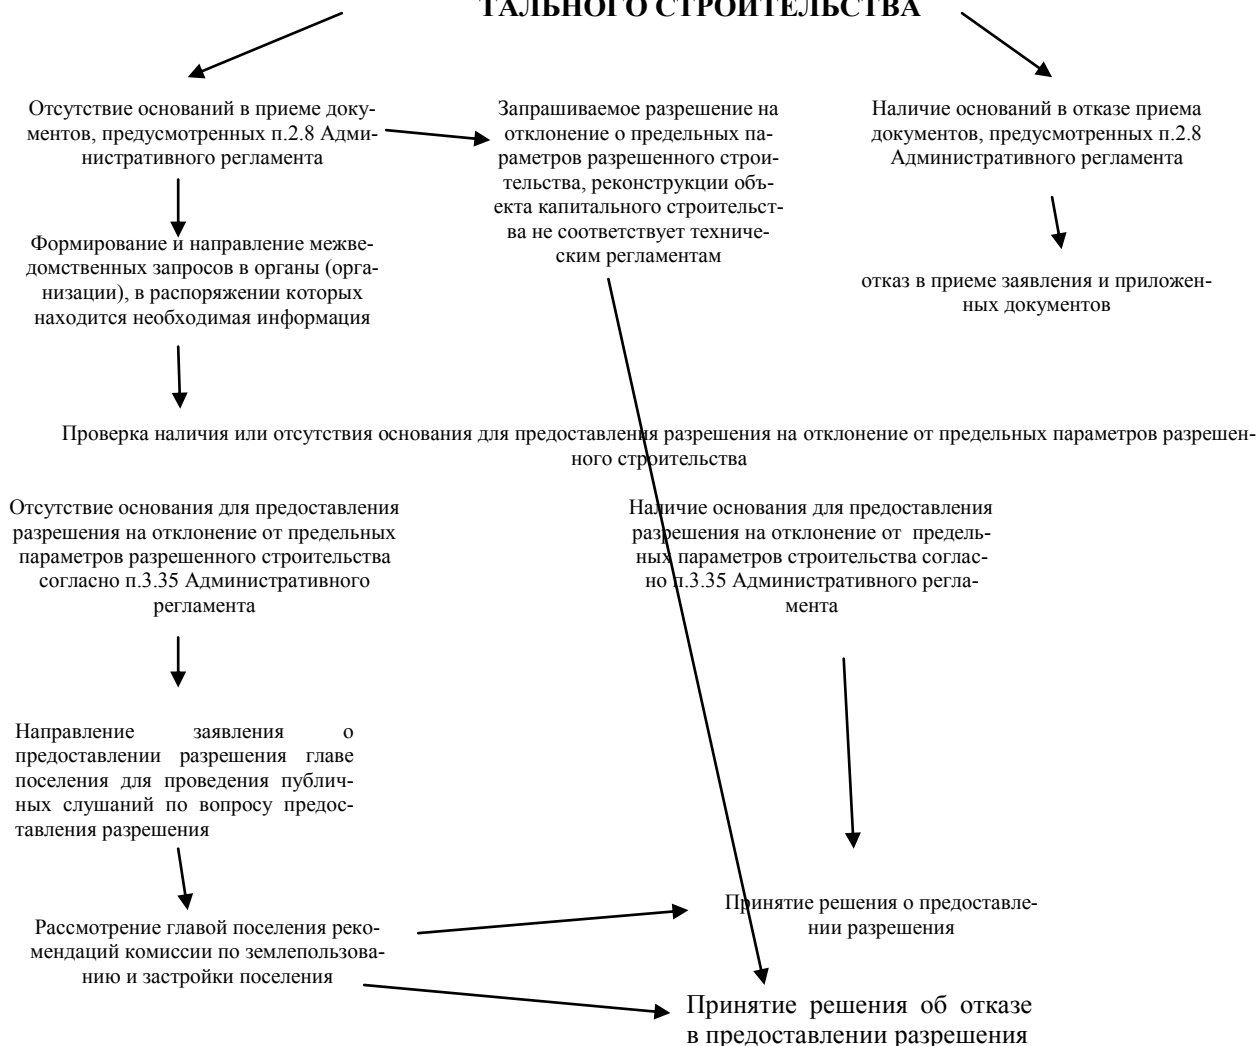 ТАЛЬНОГО СТРОИТЕЛЬСТВА
Отсутствие оснований в приеме доку-
ментов, предусмотренных п.2.8 Адми-
нистративного регламента
Запрашиваемое разрешение на
отклонение о предельных па-
раметров разрешенного строи-
тельства, реконструкции объ-
екта капитального строительст-
ва не соответствует техниче-
ским регламентам
Наличие оснований в отказе приема
документов, предусмотренных п.2.8
Административного регламента
Формирование и направление межве-
домственных запросов в органы (орга-
низации), в распоряжении которых
находится необходимая информация
отказ в приеме заявления и приложен-
ных документов
Проверка наличия или отсутствия основания для предоставления разрешения на отклонение от предельных параметров разрешен-
ного строительства
Отсутствие основания для предоставления
разрешения на отклонение от предельных
параметров разрешенного строительства
согласно п.3.35 Административного
регламента
Наличие основания для предоставления
разрешения на отклонение от предель-
ных параметров строительства соглас-
но п.3.35 Административного регла-
мента
Направление заявления о
предоставлении разрешения главе
поселения для проведения публич-
ных слушаний по вопросу предос-
тавления разрешения
Рассмотрение главой поселения реко-
мендаций комиссии по землепользова-
нию и застройки поселения
Принятие решения о предоставле-
нии разрешения
Принятие решения об отказе
в предоставлении разрешения